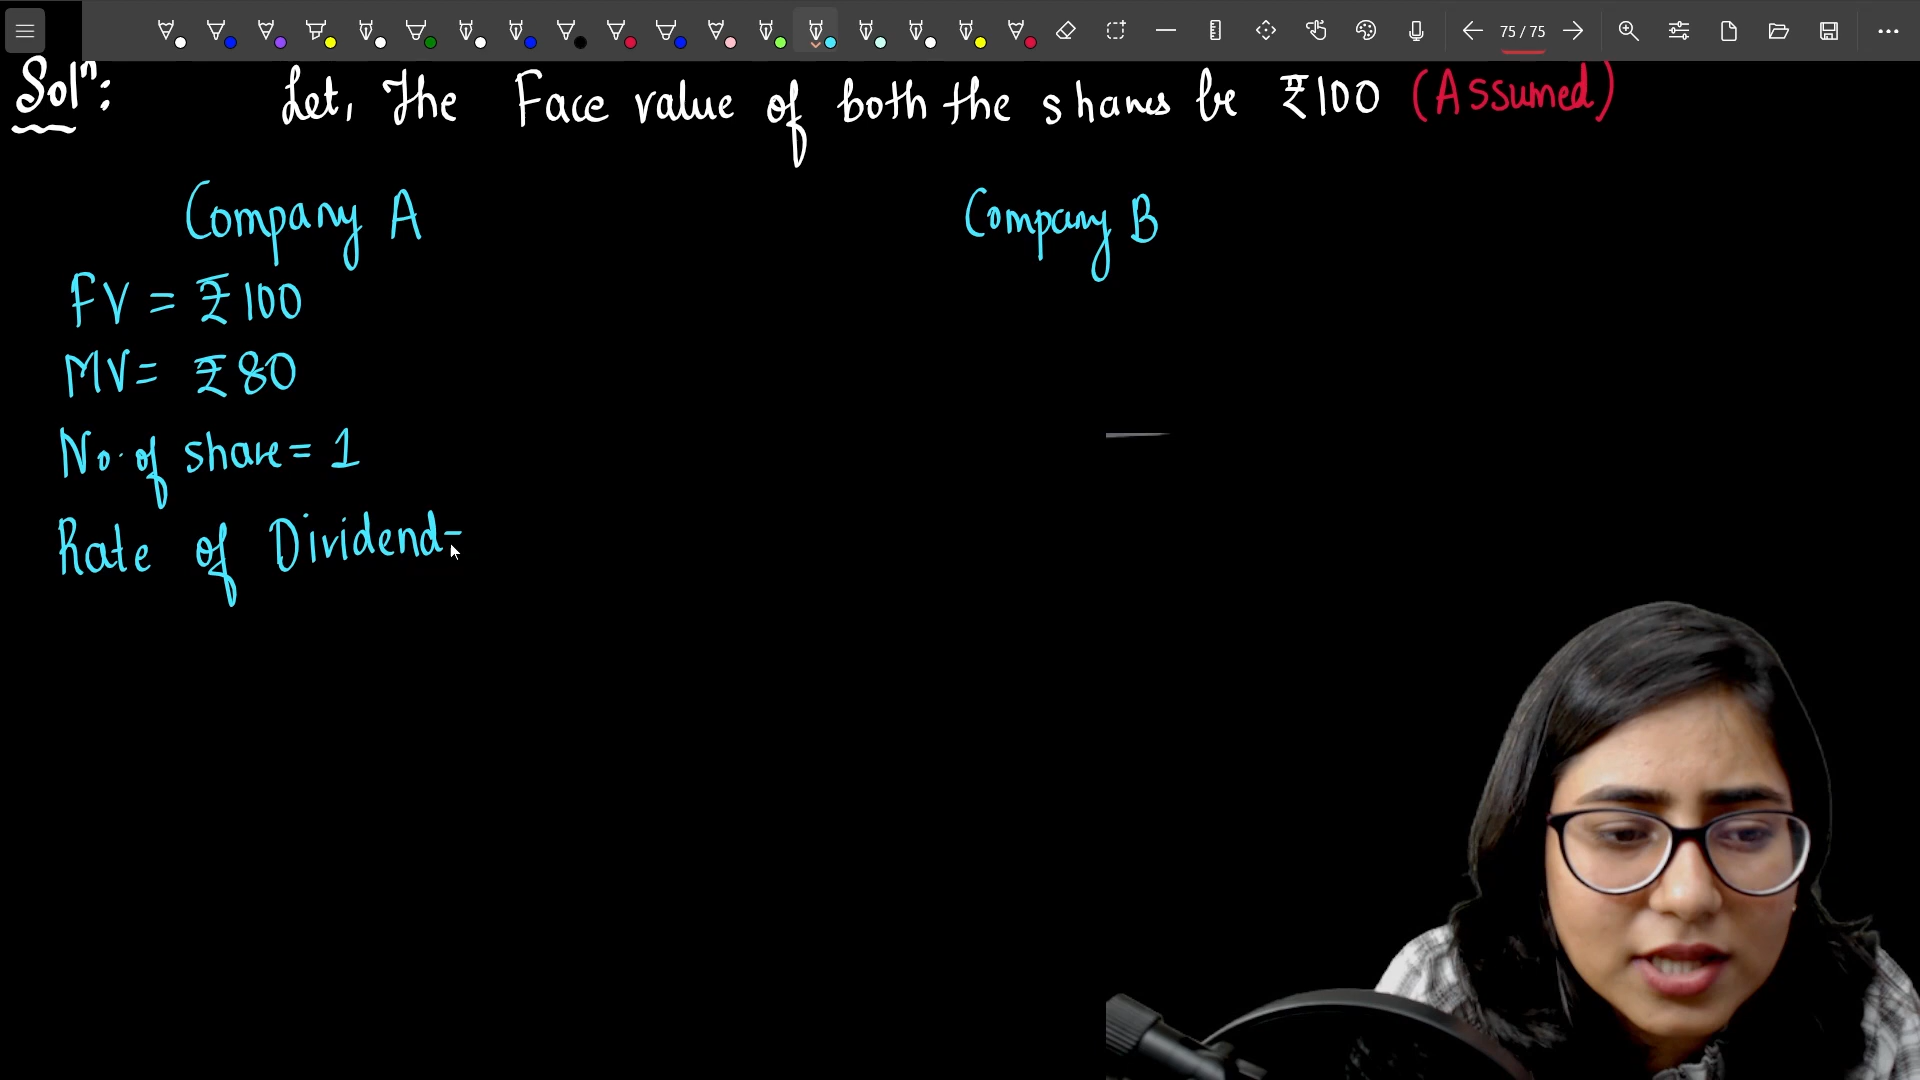 75 / 75
Solⁿ: Let, The Face value of both the shares be ₹100 (Assumed)
Company A
FV = ₹100
MV = ₹80
No. of share = 1
Rate of Dividend=
Company B